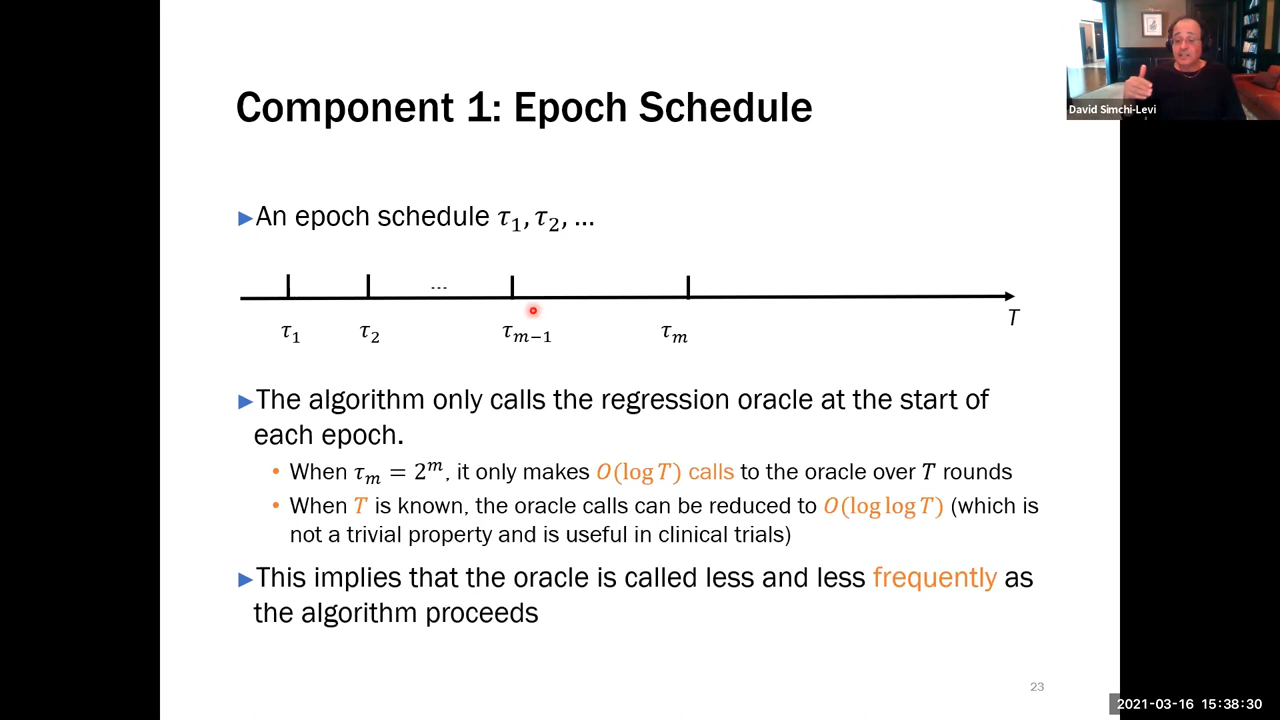 David Simchi-Levi
Component 1: Epoch Schedule
►An epoch schedule τ₁, τ₂, …
…
T
τ₁ τ₂ τₘ₋₁ τₘ
►The algorithm only calls the regression oracle at the start of
each epoch.
• When τₘ = 2ᵐ, it only makes O(log T) calls to the oracle over T rounds
• When T is known, the oracle calls can be reduced to O(log log T) (which is
not a trivial property and is useful in clinical trials)
►This implies that the oracle is called less and less frequently as
the algorithm proceeds
23
2021-03-16 15:38:30